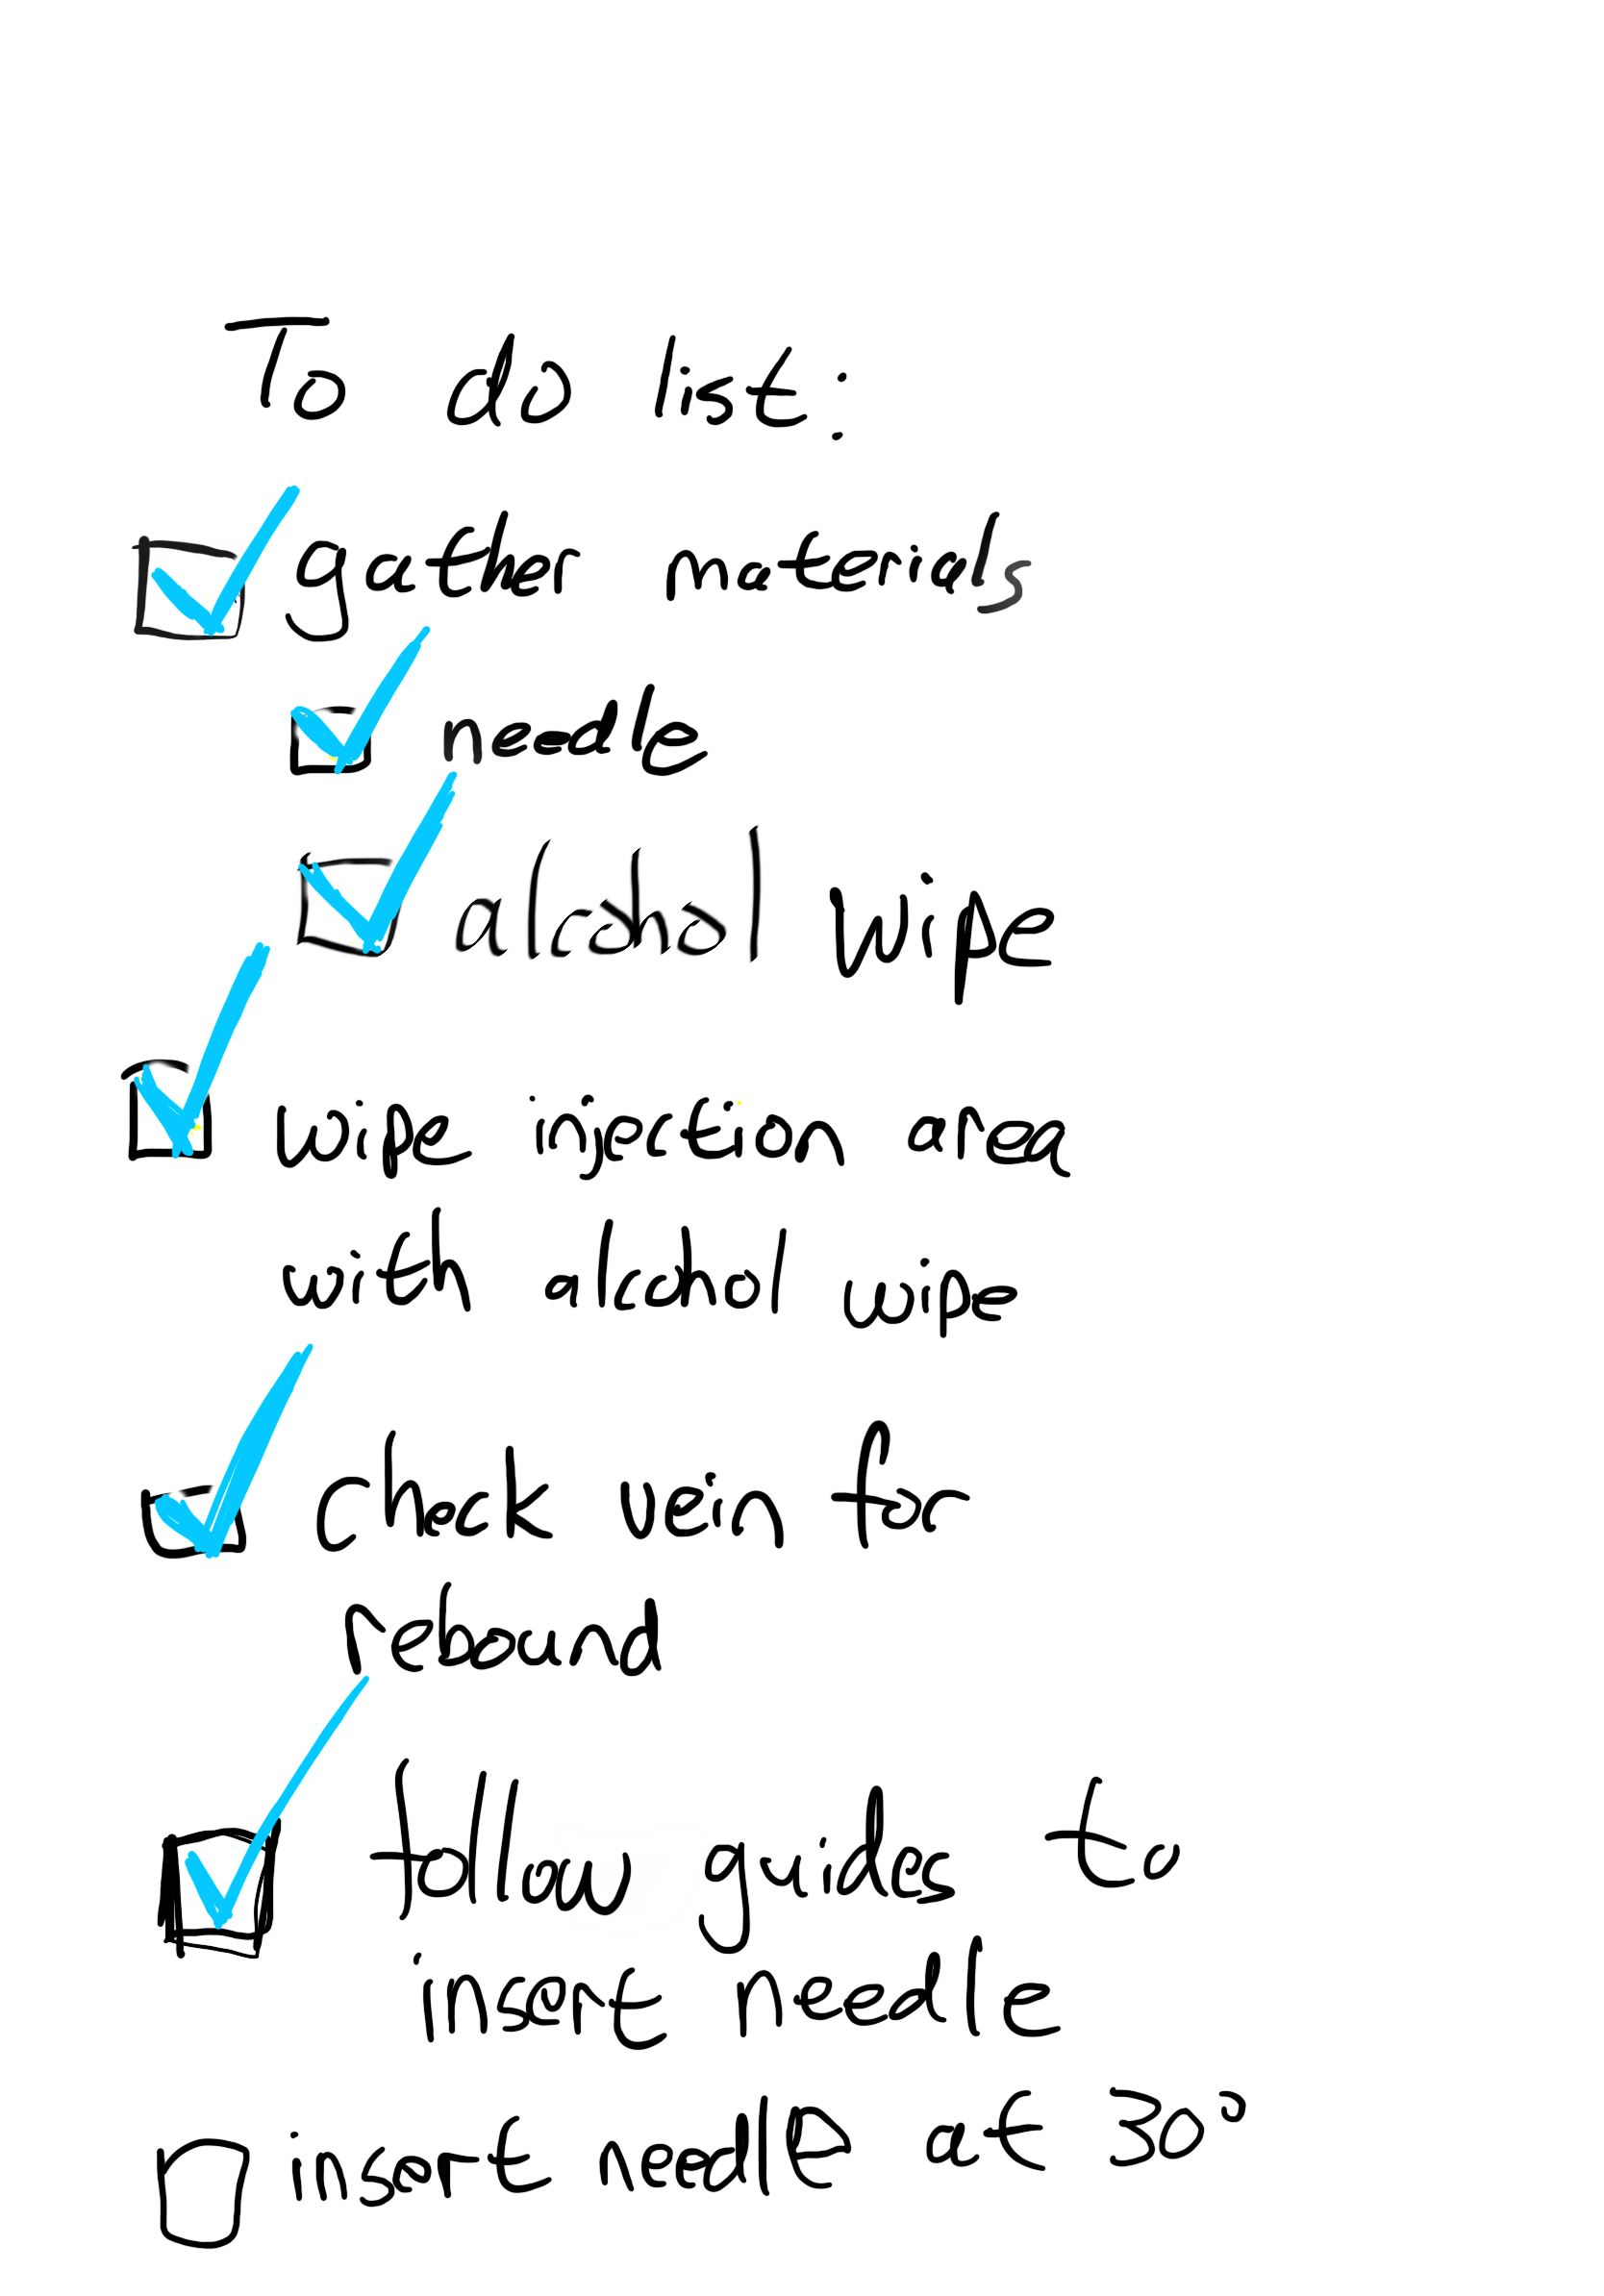 To do list:
gather materials
needle
alcohol wipe
wipe injection area
with alcohol wipe
check vein for
rebound
follow guides to
insert needle
insert needle at 30°